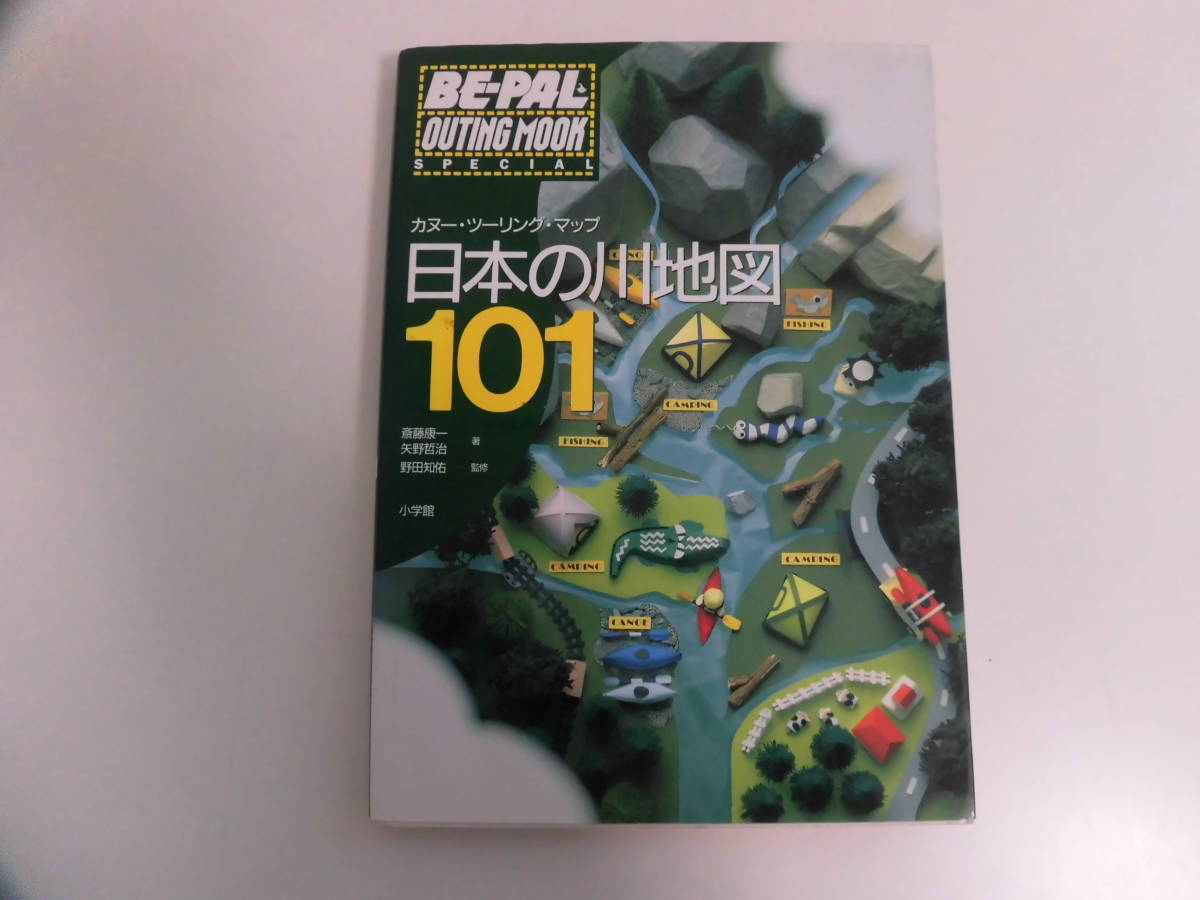 BE-PAL
OUTING MOOK
SPECIAL
カヌー・ツーリング・マップ
日本の川地図
101
斎藤康一
矢野哲治
著
野田知佑 監修
小学館
CANOE
FISHING
CAMPING
FISHING
CAMPING
CAMPING
CANOE